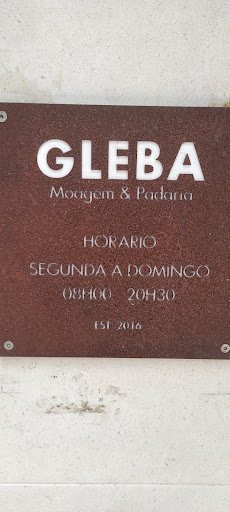 GLEBA
Moagem & Padaria
HORARIO
SEGUNDA A DOMINGO
08H00 20H30
EST 2016